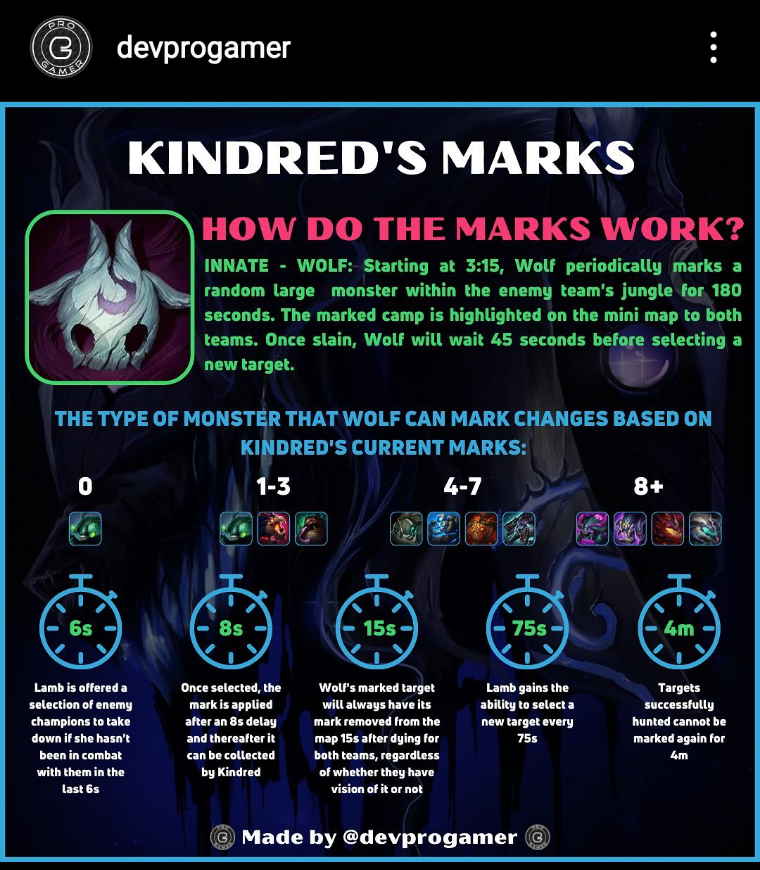 PRO
GAMER
devprogamer
KINDRED'S MARKS
HOW DO THE MARKS WORK?
INNATE - WOLF: Starting at 3:15, Wolf periodically marks a
random large monster within the enemy team's jungle for 180
seconds. The marked camp is highlighted on the mini map to both
teams. Once slain, Wolf will wait 45 seconds before selecting a
new target.
THE TYPE OF MONSTER THAT WOLF CAN MARK CHANGES BASED ON
KINDRED'S CURRENT MARKS:
0
1-3
4-7
8+
6s
8s
15s
75s
4m
Lamb is offered a
selection of enemy
champions to take
down if she hasn't
been in combat
with them in the
last 6s
Once selected, the
mark is applied
after an 8s delay
and thereafter it
can be collected
by Kindred
Wolf's marked target
will always have its
mark removed from the
map 15s after dying for
both teams, regardless
of whether they have
vision of it or not
Lamb gains the
ability to select a
new target every
75s
Targets
successfully
hunted cannot be
marked again for
4m
Made by @devprogamer